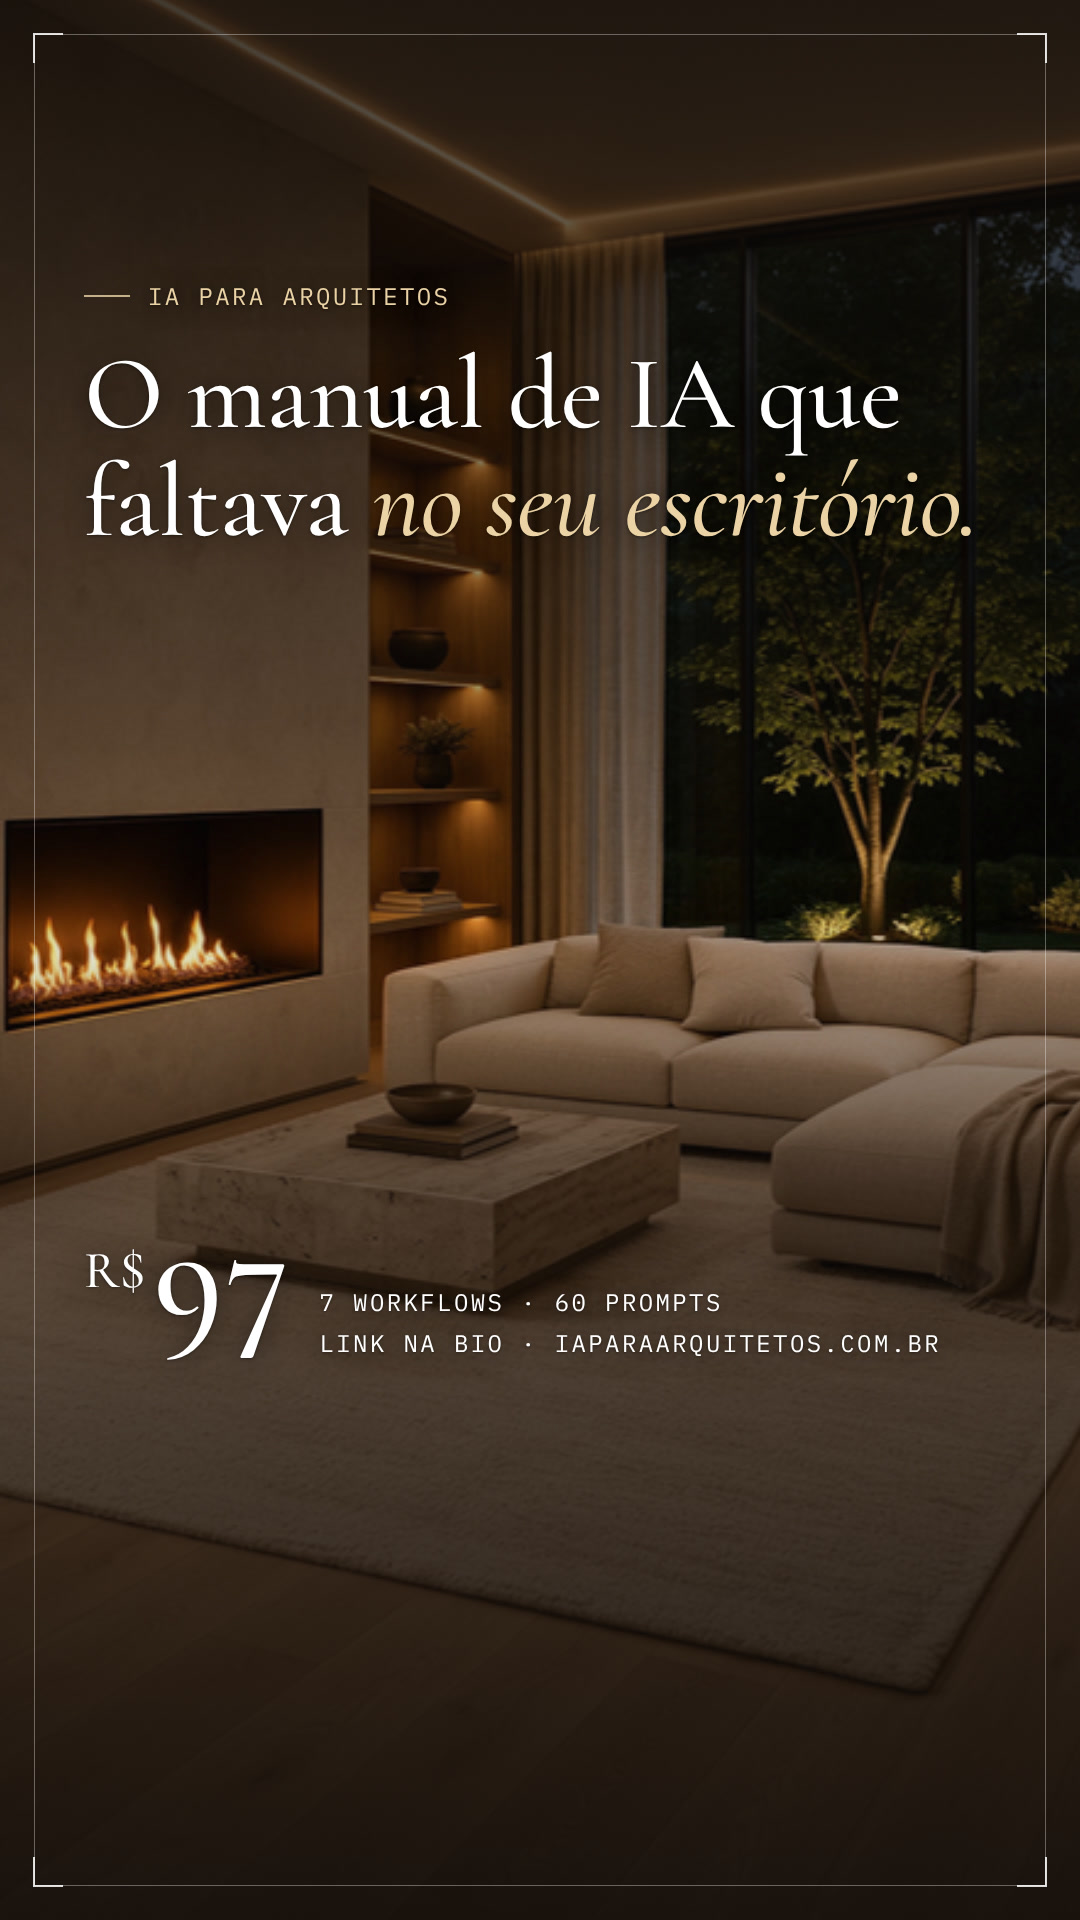 IA PARA ARQUITETOS
O manual de IA que
faltava no seu escritório.
R$97
7 WORKFLOWS · 60 PROMPTS
LINK NA BIO · IAPARAARQUITETOS.COM.BR